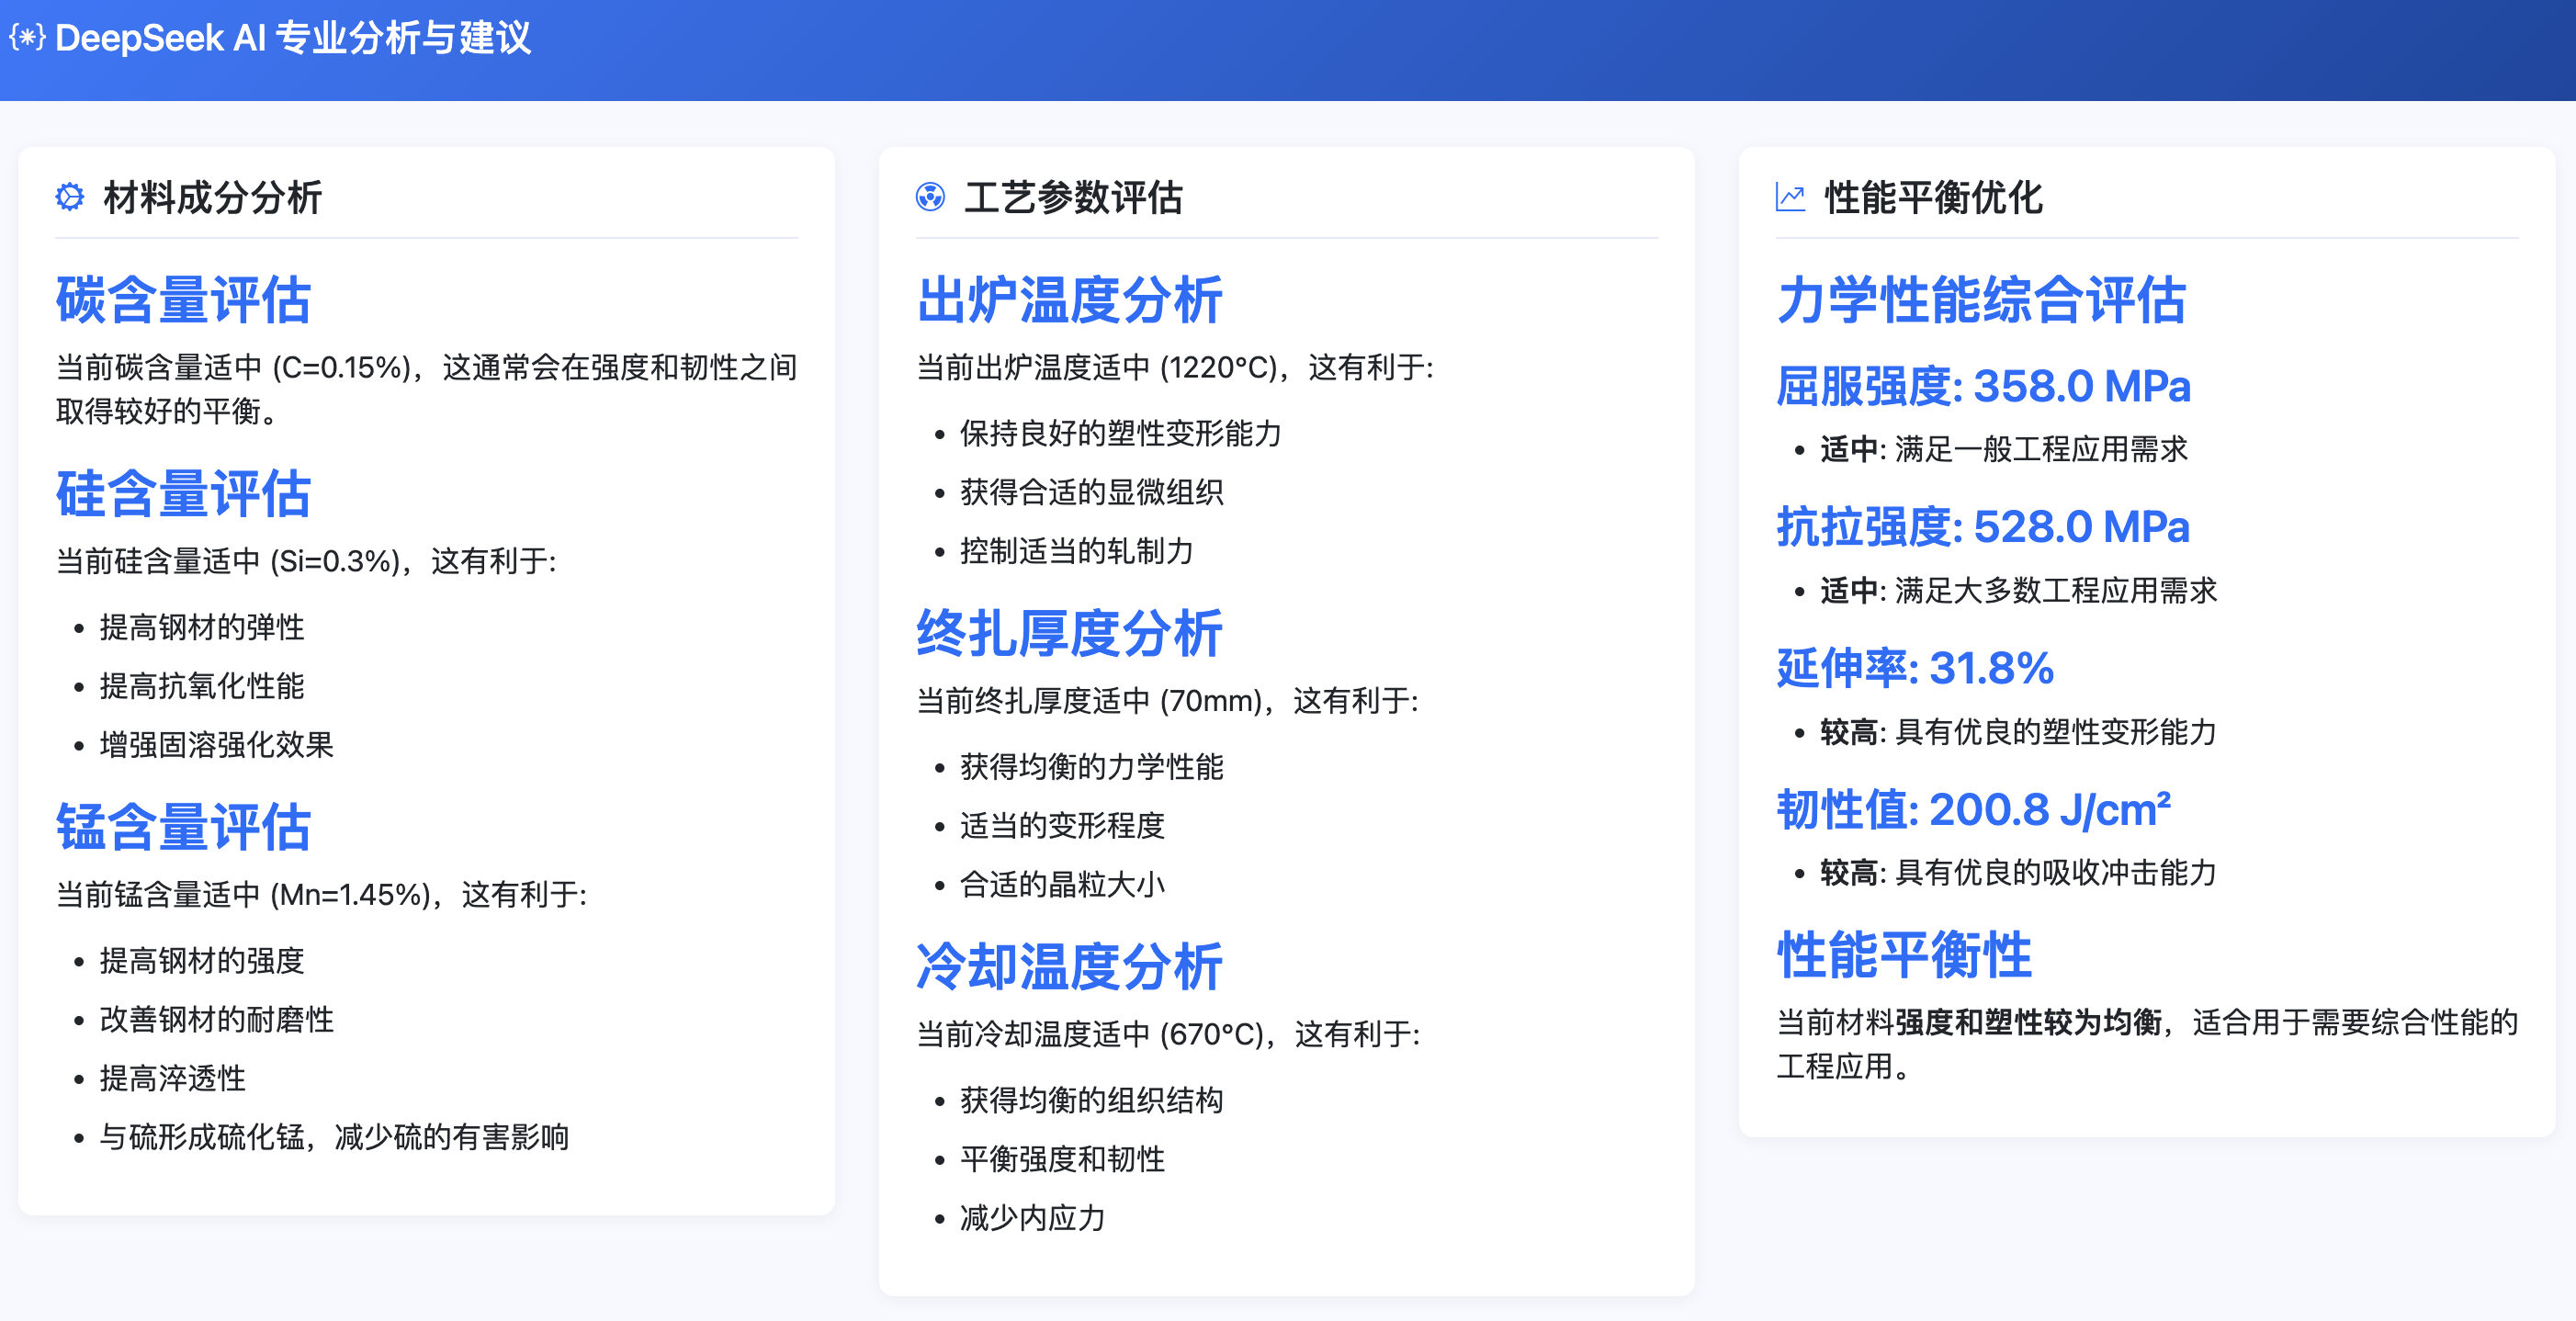 DeepSeek AI 专业分析与建议
材料成分分析
碳含量评估
当前碳含量适中 (C=0.15%)，这通常会在强度和韧性之间
取得较好的平衡。
硅含量评估
当前硅含量适中 (Si=0.3%)，这有利于:
• 提高钢材的弹性
• 提高抗氧化性能
• 增强固溶强化效果
锰含量评估
当前锰含量适中 (Mn=1.45%)，这有利于:
• 提高钢材的强度
• 改善钢材的耐磨性
• 提高淬透性
• 与硫形成硫化锰，减少硫的有害影响
工艺参数评估
出炉温度分析
当前出炉温度适中 (1220°C)，这有利于:
• 保持良好的塑性变形能力
• 获得合适的显微组织
• 控制适当的轧制力
终扎厚度分析
当前终扎厚度适中 (70mm)，这有利于:
• 获得均衡的力学性能
• 适当的变形程度
• 合适的晶粒大小
冷却温度分析
当前冷却温度适中 (670°C)，这有利于:
• 获得均衡的组织结构
• 平衡强度和韧性
• 减少内应力
性能平衡优化
力学性能综合评估
屈服强度: 358.0 MPa
• 适中: 满足一般工程应用需求
抗拉强度: 528.0 MPa
• 适中: 满足大多数工程应用需求
延伸率: 31.8%
• 较高: 具有优良的塑性变形能力
韧性值: 200.8 J/cm²
• 较高: 具有优良的吸收冲击能力
性能平衡性
当前材料强度和塑性较为均衡，适合用于需要综合性能的
工程应用。